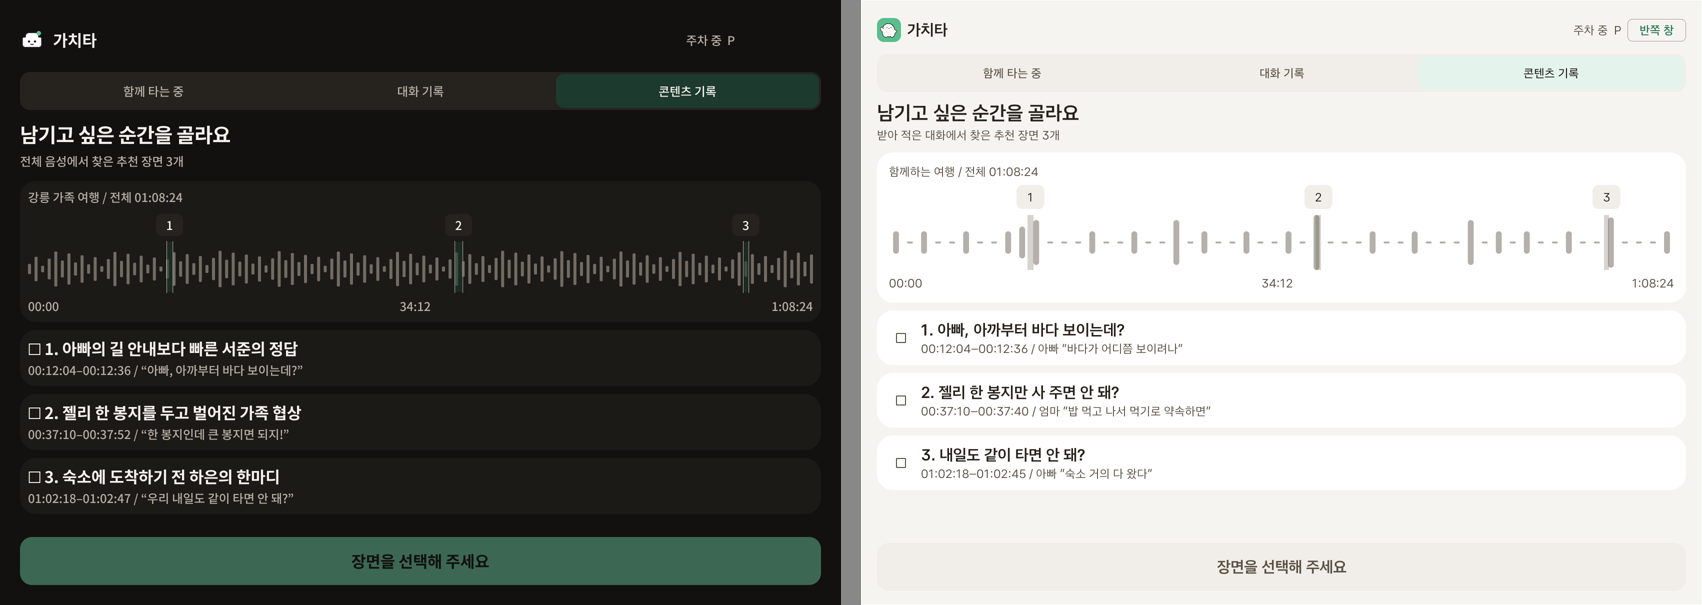 가치타
주차 중 P
함께 타는 중
대화 기록
콘텐츠 기록
남기고 싶은 순간을 골라요
전체 음성에서 찾은 추천 장면 3개
강릉 가족 여행 / 전체 01:08:24
1
2
3
00:00
34:12
1:08:24
1. 아빠의 길 안내보다 빠른 서준의 정답
00:12:04–00:12:36 / “아빠, 아까부터 바다 보이는데?”
2. 젤리 한 봉지를 두고 벌어진 가족 협상
00:37:10–00:37:52 / “한 봉지인데 큰 봉지면 되지!”
3. 숙소에 도착하기 전 하은의 한마디
01:02:18–01:02:47 / “우리 내일도 같이 타면 안 돼?”
장면을 선택해 주세요
가치타
주차 중 P
반쪽 창
함께 타는 중
대화 기록
콘텐츠 기록
남기고 싶은 순간을 골라요
받아 적은 대화에서 찾은 추천 장면 3개
함께하는 여행 / 전체 01:08:24
1
2
3
00:00
34:12
1:08:24
1. 아빠, 아까부터 바다 보이는데?
00:12:04–00:12:36 / 아빠 “바다가 어디쯤 보이려나”
2. 젤리 한 봉지만 사 주면 안 돼?
00:37:10–00:37:40 / 엄마 “밥 먹고 나서 먹기로 약속하면”
3. 내일도 같이 타면 안 돼?
01:02:18–01:02:45 / 아빠 “숙소 거의 다 왔다”
장면을 선택해 주세요